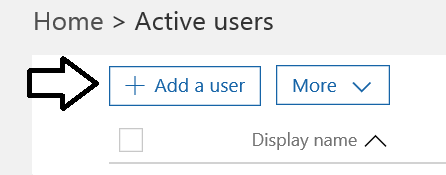 Home > Active users
+ Add a user More
Display name